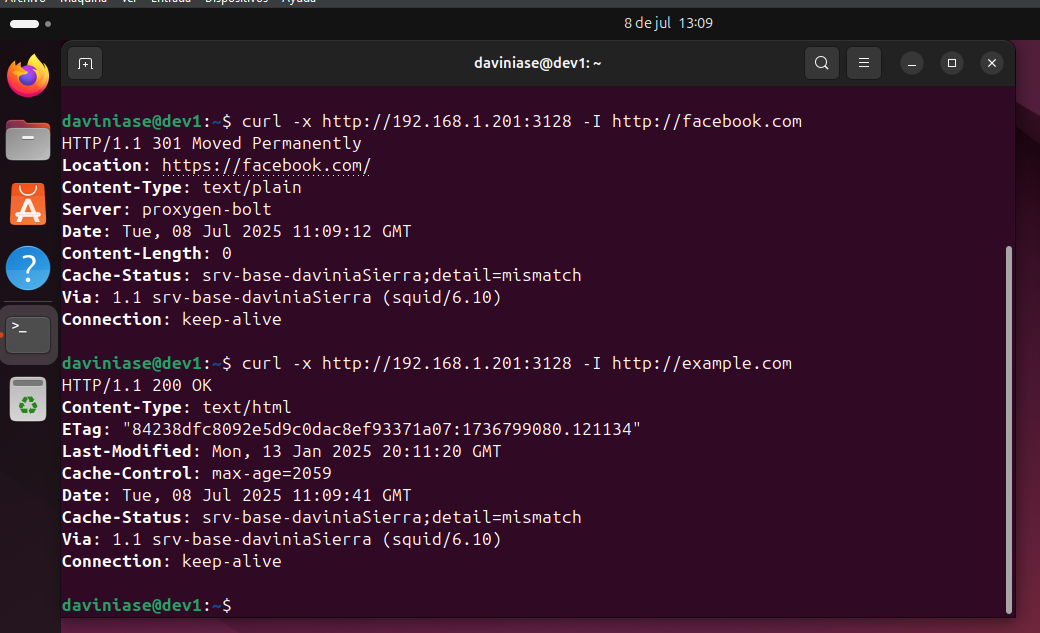 Archivo Máquina Ver Entrada Dispositivos Ayuda
8 de jul 13:09
daviniase@dev1: ~
daviniase@dev1:~$ curl -x http://192.168.1.201:3128 -I http://facebook.com
HTTP/1.1 301 Moved Permanently
Location: https://facebook.com/
Content-Type: text/plain
Server: proxygen-bolt
Date: Tue, 08 Jul 2025 11:09:12 GMT
Content-Length: 0
Cache-Status: srv-base-daviniaSierra;detail=mismatch
Via: 1.1 srv-base-daviniaSierra (squid/6.10)
Connection: keep-alive
daviniase@dev1:~$ curl -x http://192.168.1.201:3128 -I http://example.com
HTTP/1.1 200 OK
Content-Type: text/html
ETag: "84238dfc8092e5d9c0dac8ef93371a07:1736799080.121134"
Last-Modified: Mon, 13 Jan 2025 20:11:20 GMT
Cache-Control: max-age=2059
Date: Tue, 08 Jul 2025 11:09:41 GMT
Cache-Status: srv-base-daviniaSierra;detail=mismatch
Via: 1.1 srv-base-daviniaSierra (squid/6.10)
Connection: keep-alive
daviniase@dev1:~$